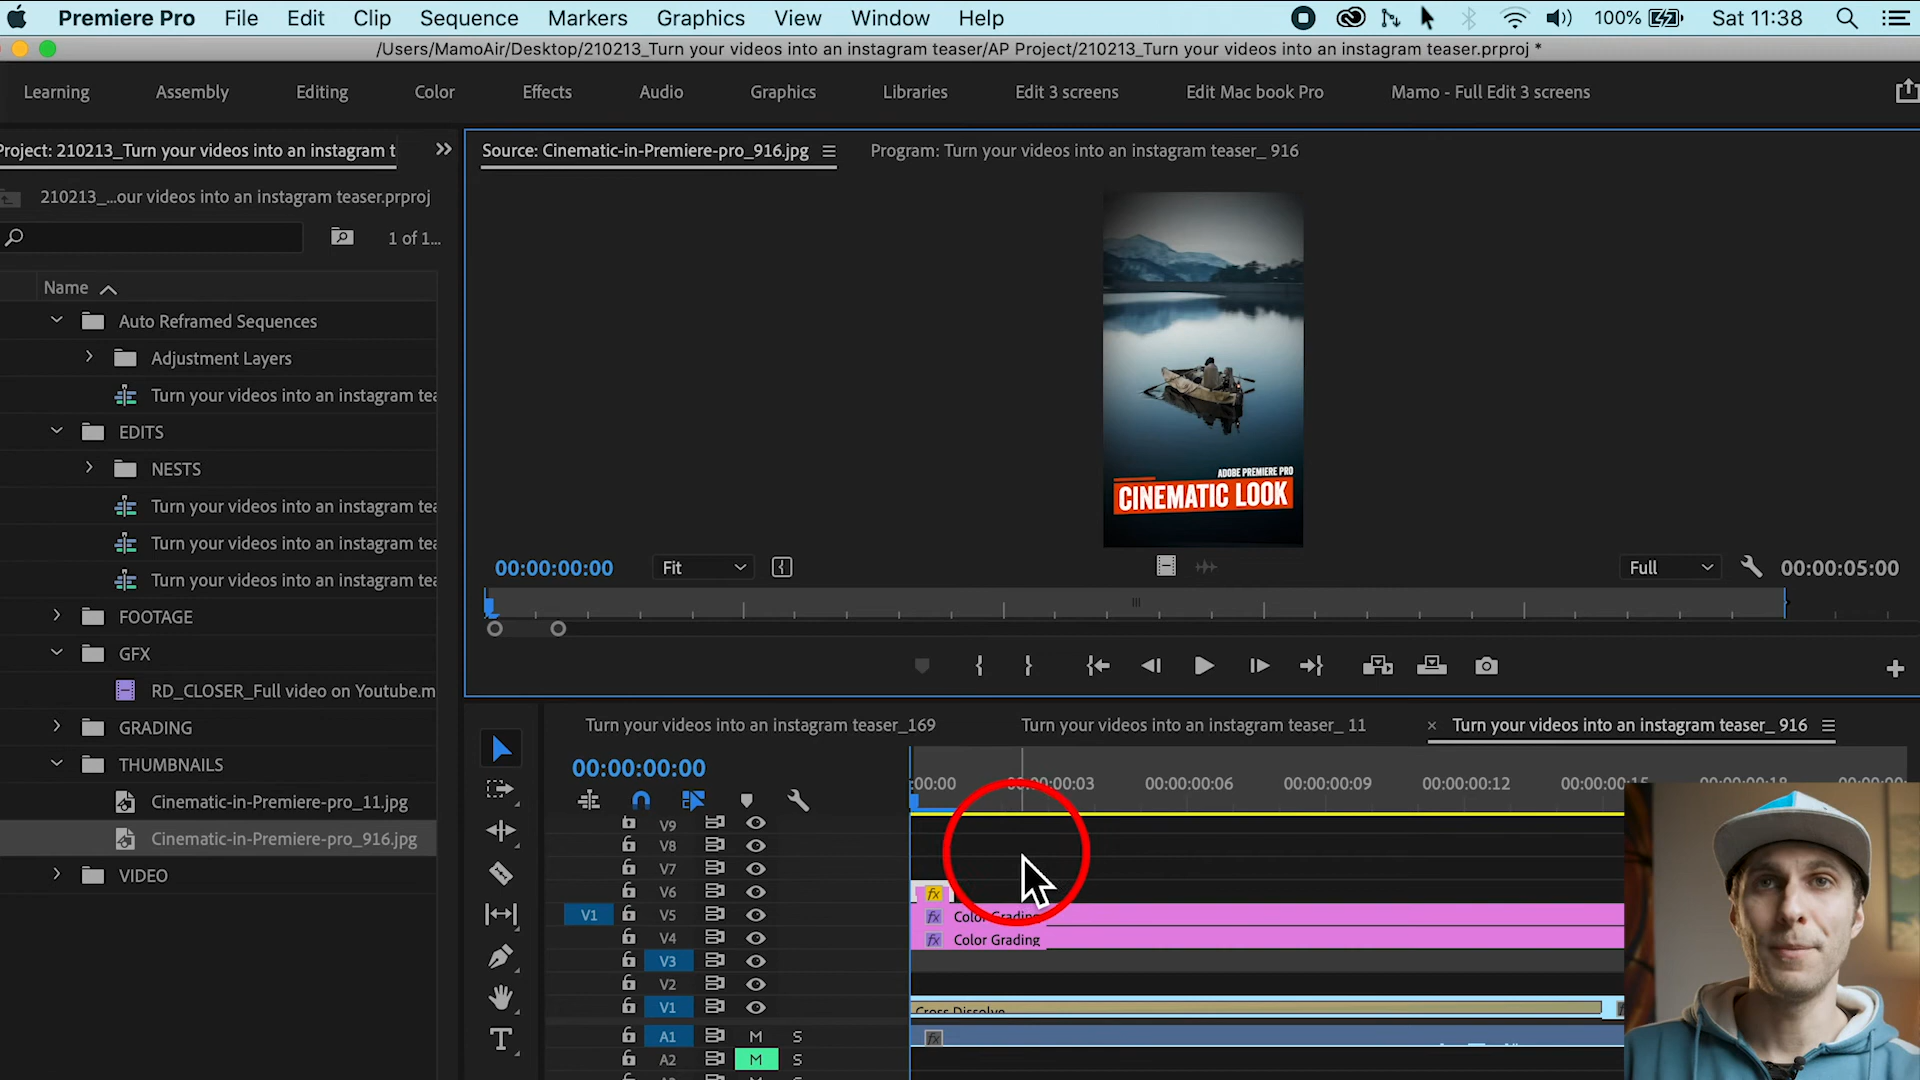 Premiere Pro File Edit Clip Sequence Markers Graphics View Window Help 100% Sat 11:38
/Users/MamoAir/Desktop/210213_Turn your videos into an instagram teaser/AP Project/210213_Turn your videos into an instagram teaser.prproj *
Learning Assembly Editing Color Effects Audio Graphics Libraries Edit 3 screens Edit Mac book Pro Mamo - Full Edit 3 screens
Project: 210213_Turn your videos into an instagram t
Source: Cinematic-in-Premiere-pro_916.jpg
Program: Turn your videos into an instagram teaser_ 916
210213_...our videos into an instagram teaser.prproj
1 of 1...
Name
Auto Reframed Sequences
Adjustment Layers
Turn your videos into an instagram tea
EDITS
NESTS
Turn your videos into an instagram tea
Turn your videos into an instagram tea
Turn your videos into an instagram tea
FOOTAGE
GFX
RD_CLOSER_Full video on Youtube.m
GRADING
THUMBNAILS
Cinematic-in-Premiere-pro_11.jpg
Cinematic-in-Premiere-pro_916.jpg
VIDEO
ADOBE PREMIERE PRO
CINEMATIC LOOK
00:00:00:00 Fit Full 00:00:05:00
Turn your videos into an instagram teaser_169
Turn your videos into an instagram teaser_ 11
× Turn your videos into an instagram teaser_ 916
00:00:00:00
:00:00 00:00:00:03 00:00:00:06 00:00:00:09 00:00:00:12
V9
V8
V7
V6 fx
V1 V5 fx Color Grading
V4 fx Color Grading
V3
V2
V1 Cross Dissolve
A1 M S fx
A2 M S